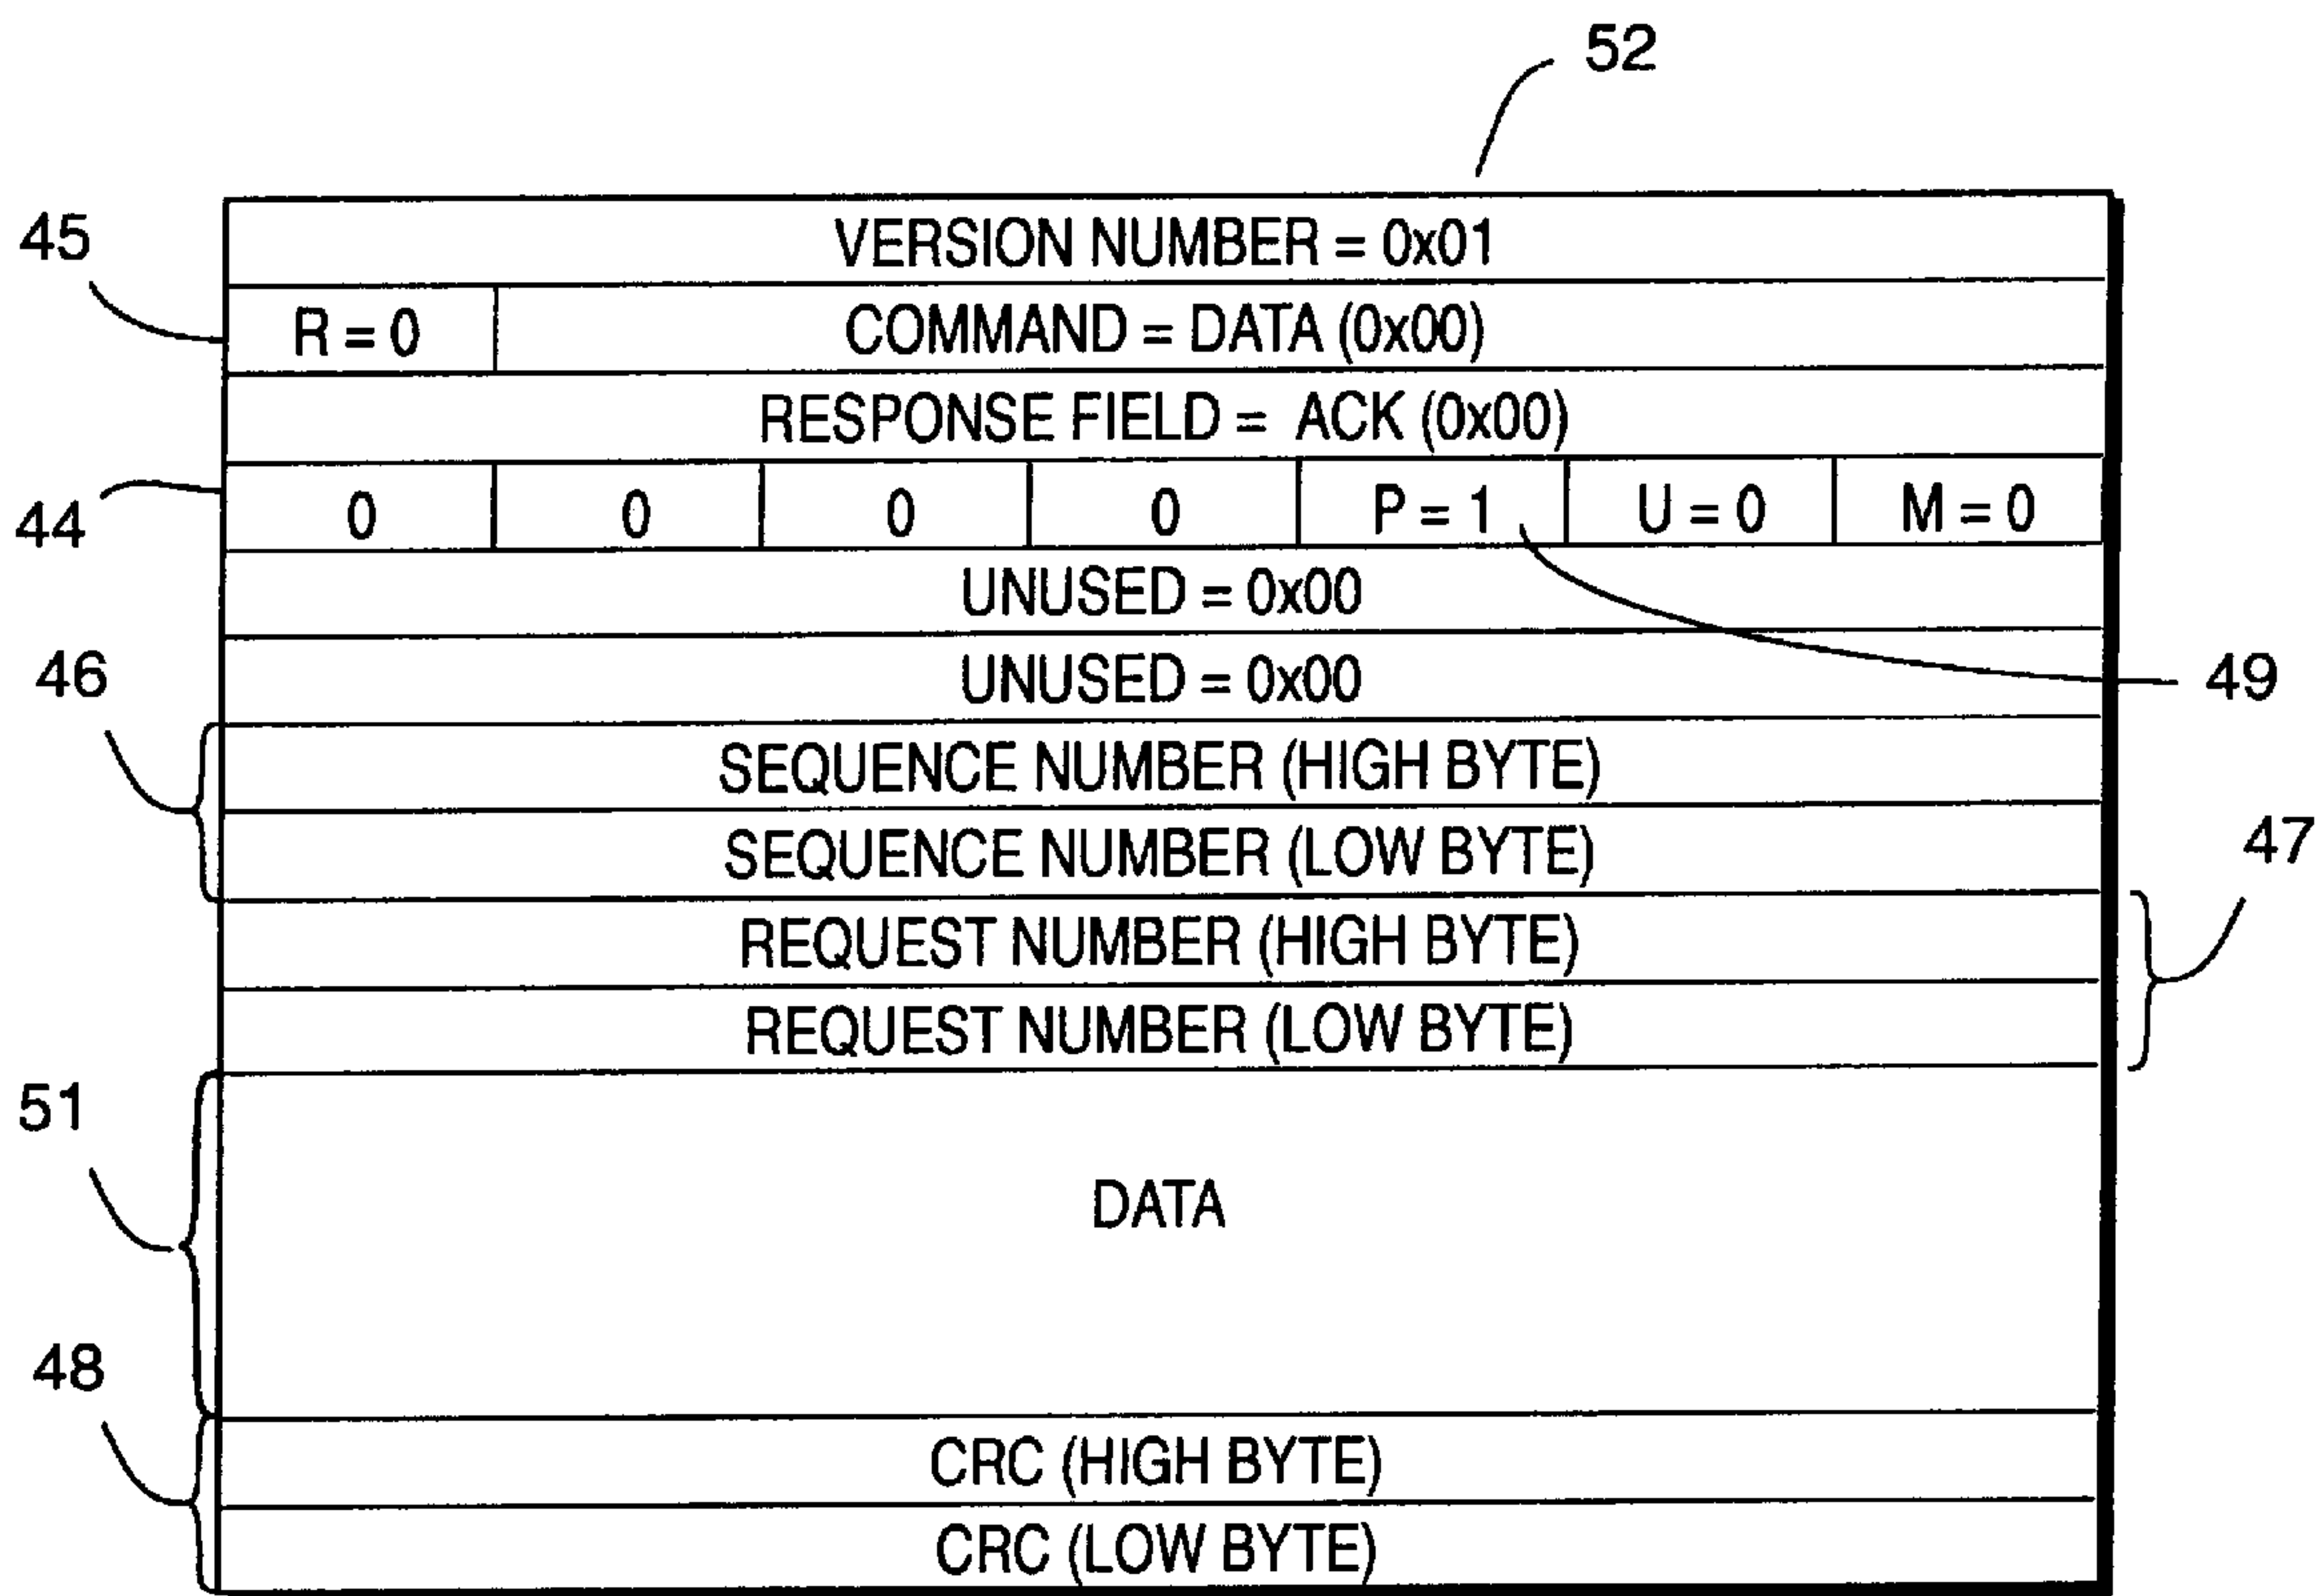 52
45
VERSION NUMBER = 0x01
R = 0 COMMAND = DATA (0x00)
RESPONSE FIELD = ACK (0x00)
44
0 0 0 0 P = 1 U = 0 M = 0
UNUSED = 0x00
46
UNUSED = 0x00
49
SEQUENCE NUMBER (HIGH BYTE)
SEQUENCE NUMBER (LOW BYTE)
47
REQUEST NUMBER (HIGH BYTE)
REQUEST NUMBER (LOW BYTE)
51
DATA
48
CRC (HIGH BYTE)
CRC (LOW BYTE)